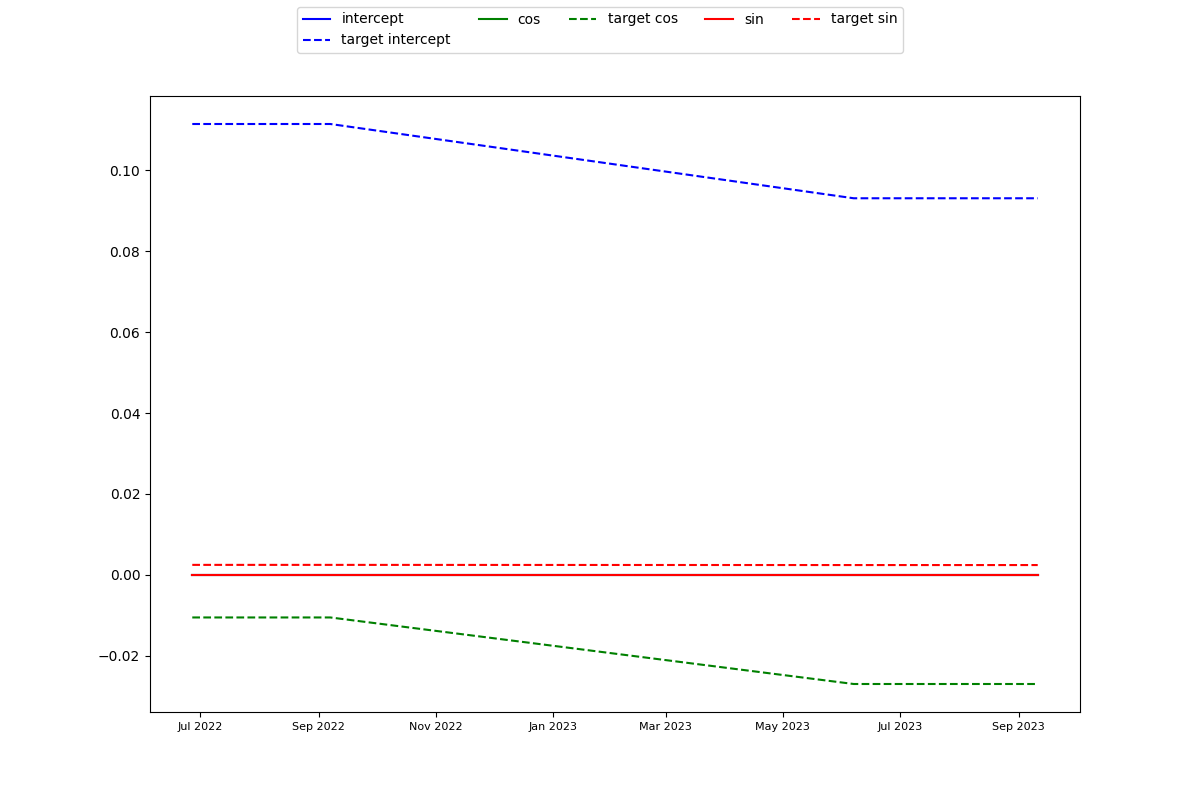 intercept cos target cos sin target sin
target intercept
0.10
0.08
0.06
0.04
0.02
0.00
−0.02
Jul 2022 Sep 2022 Nov 2022 Jan 2023 Mar 2023 May 2023 Jul 2023 Sep 2023